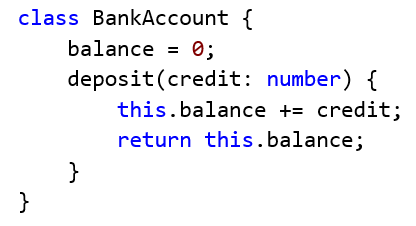 class BankAccount {
    balance = 0;
    deposit(credit: number) {
        this.balance += credit;
        return this.balance;
    }
}